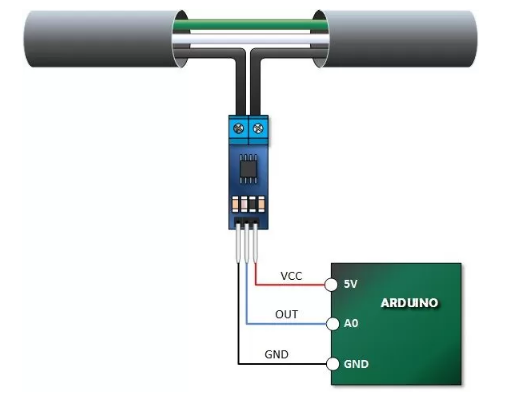 VCC
5V
ARDUINO
OUT
A0
GND
GND